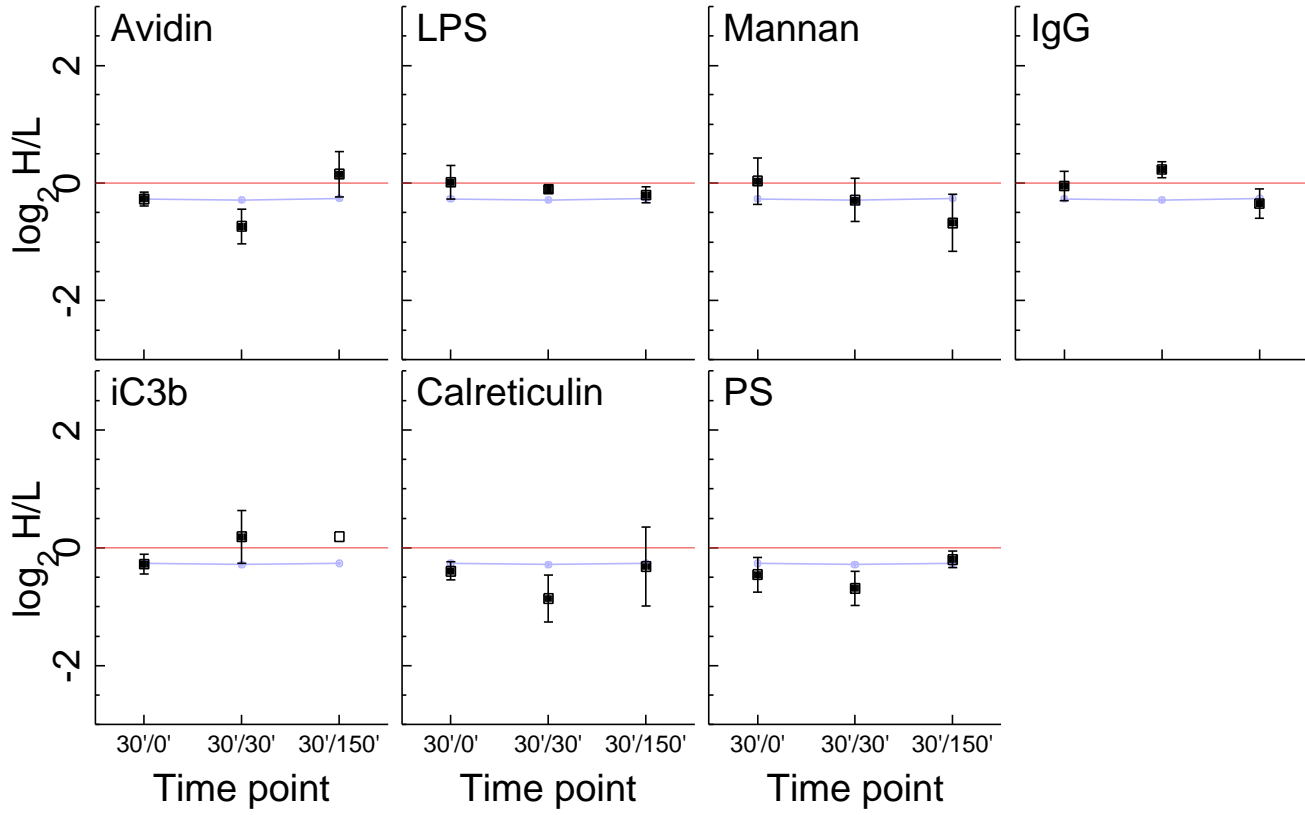 Avidin LPS Mannan IgG
2
0
-2
log2 H/L
iC3b Calreticulin PS
2
0
-2
log2 H/L
30'/0' 30'/30' 30'/150' 30'/0' 30'/30' 30'/150' 30'/0' 30'/30' 30'/150'
Time point Time point Time point